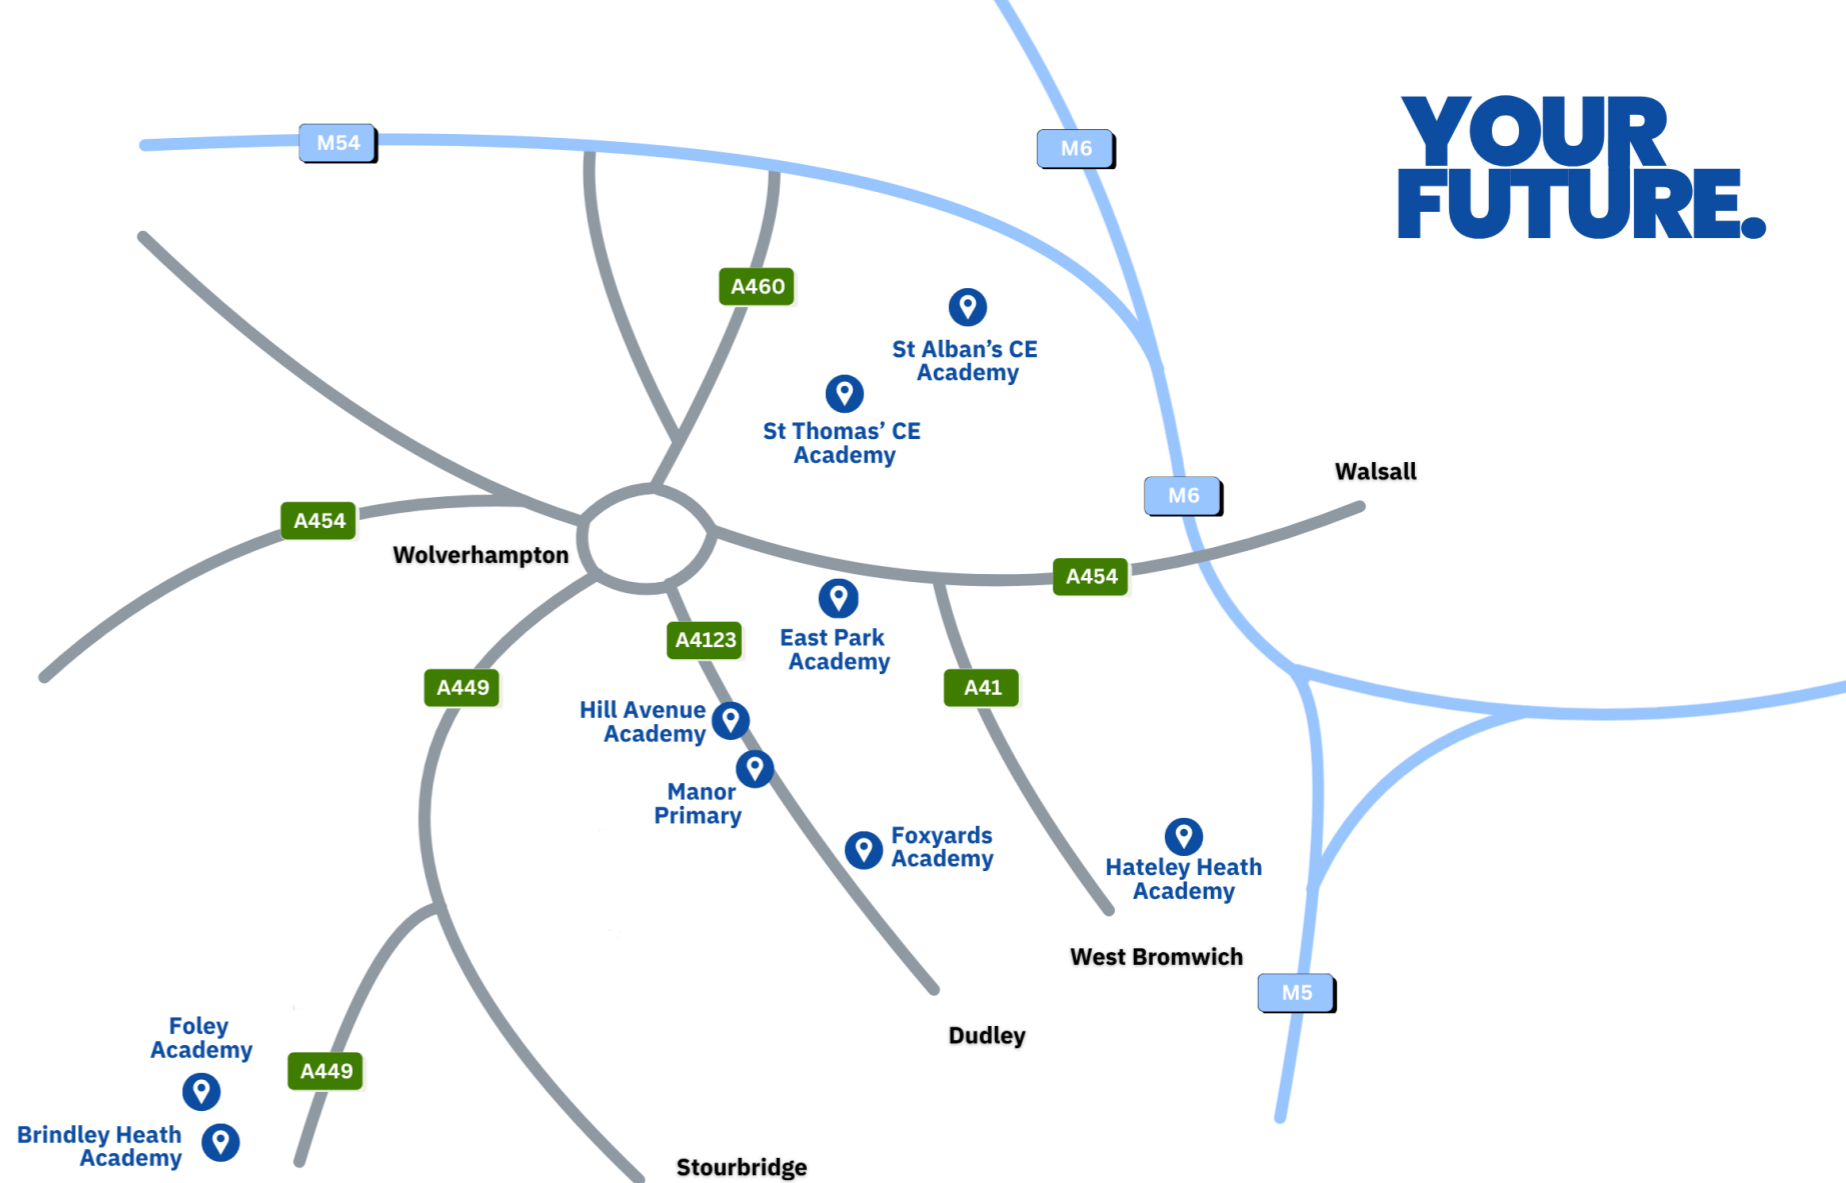 YOUR
FUTURE.
M54
M6
A460
St Alban’s CE
Academy
St Thomas’ CE
Academy
Walsall
M6
A454
Wolverhampton
A454
East Park
Academy
A4123
A449
A41
Hill Avenue
Academy
Manor
Primary
Foxyards
Academy
Hateley Heath
Academy
West Bromwich
M5
Dudley
Foley
Academy
A449
Brindley Heath
Academy
Stourbridge